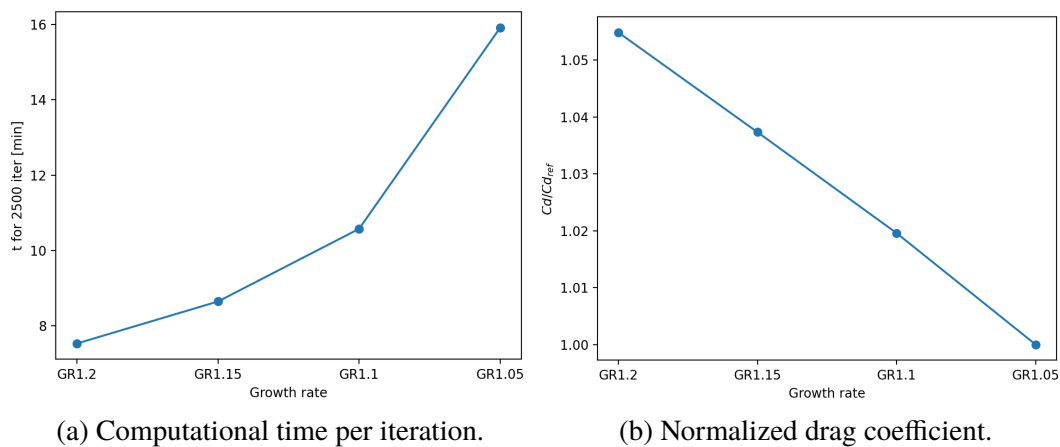 16
14
12
10
8
t for 2500 iter [min]
GR1.2 GR1.15 GR1.1 GR1.05
Growth rate
(a) Computational time per iteration.
1.05
1.04
1.03
1.02
1.01
1.00
Cd/Cd_ref
GR1.2 GR1.15 GR1.1 GR1.05
Growth rate
(b) Normalized drag coefficient.